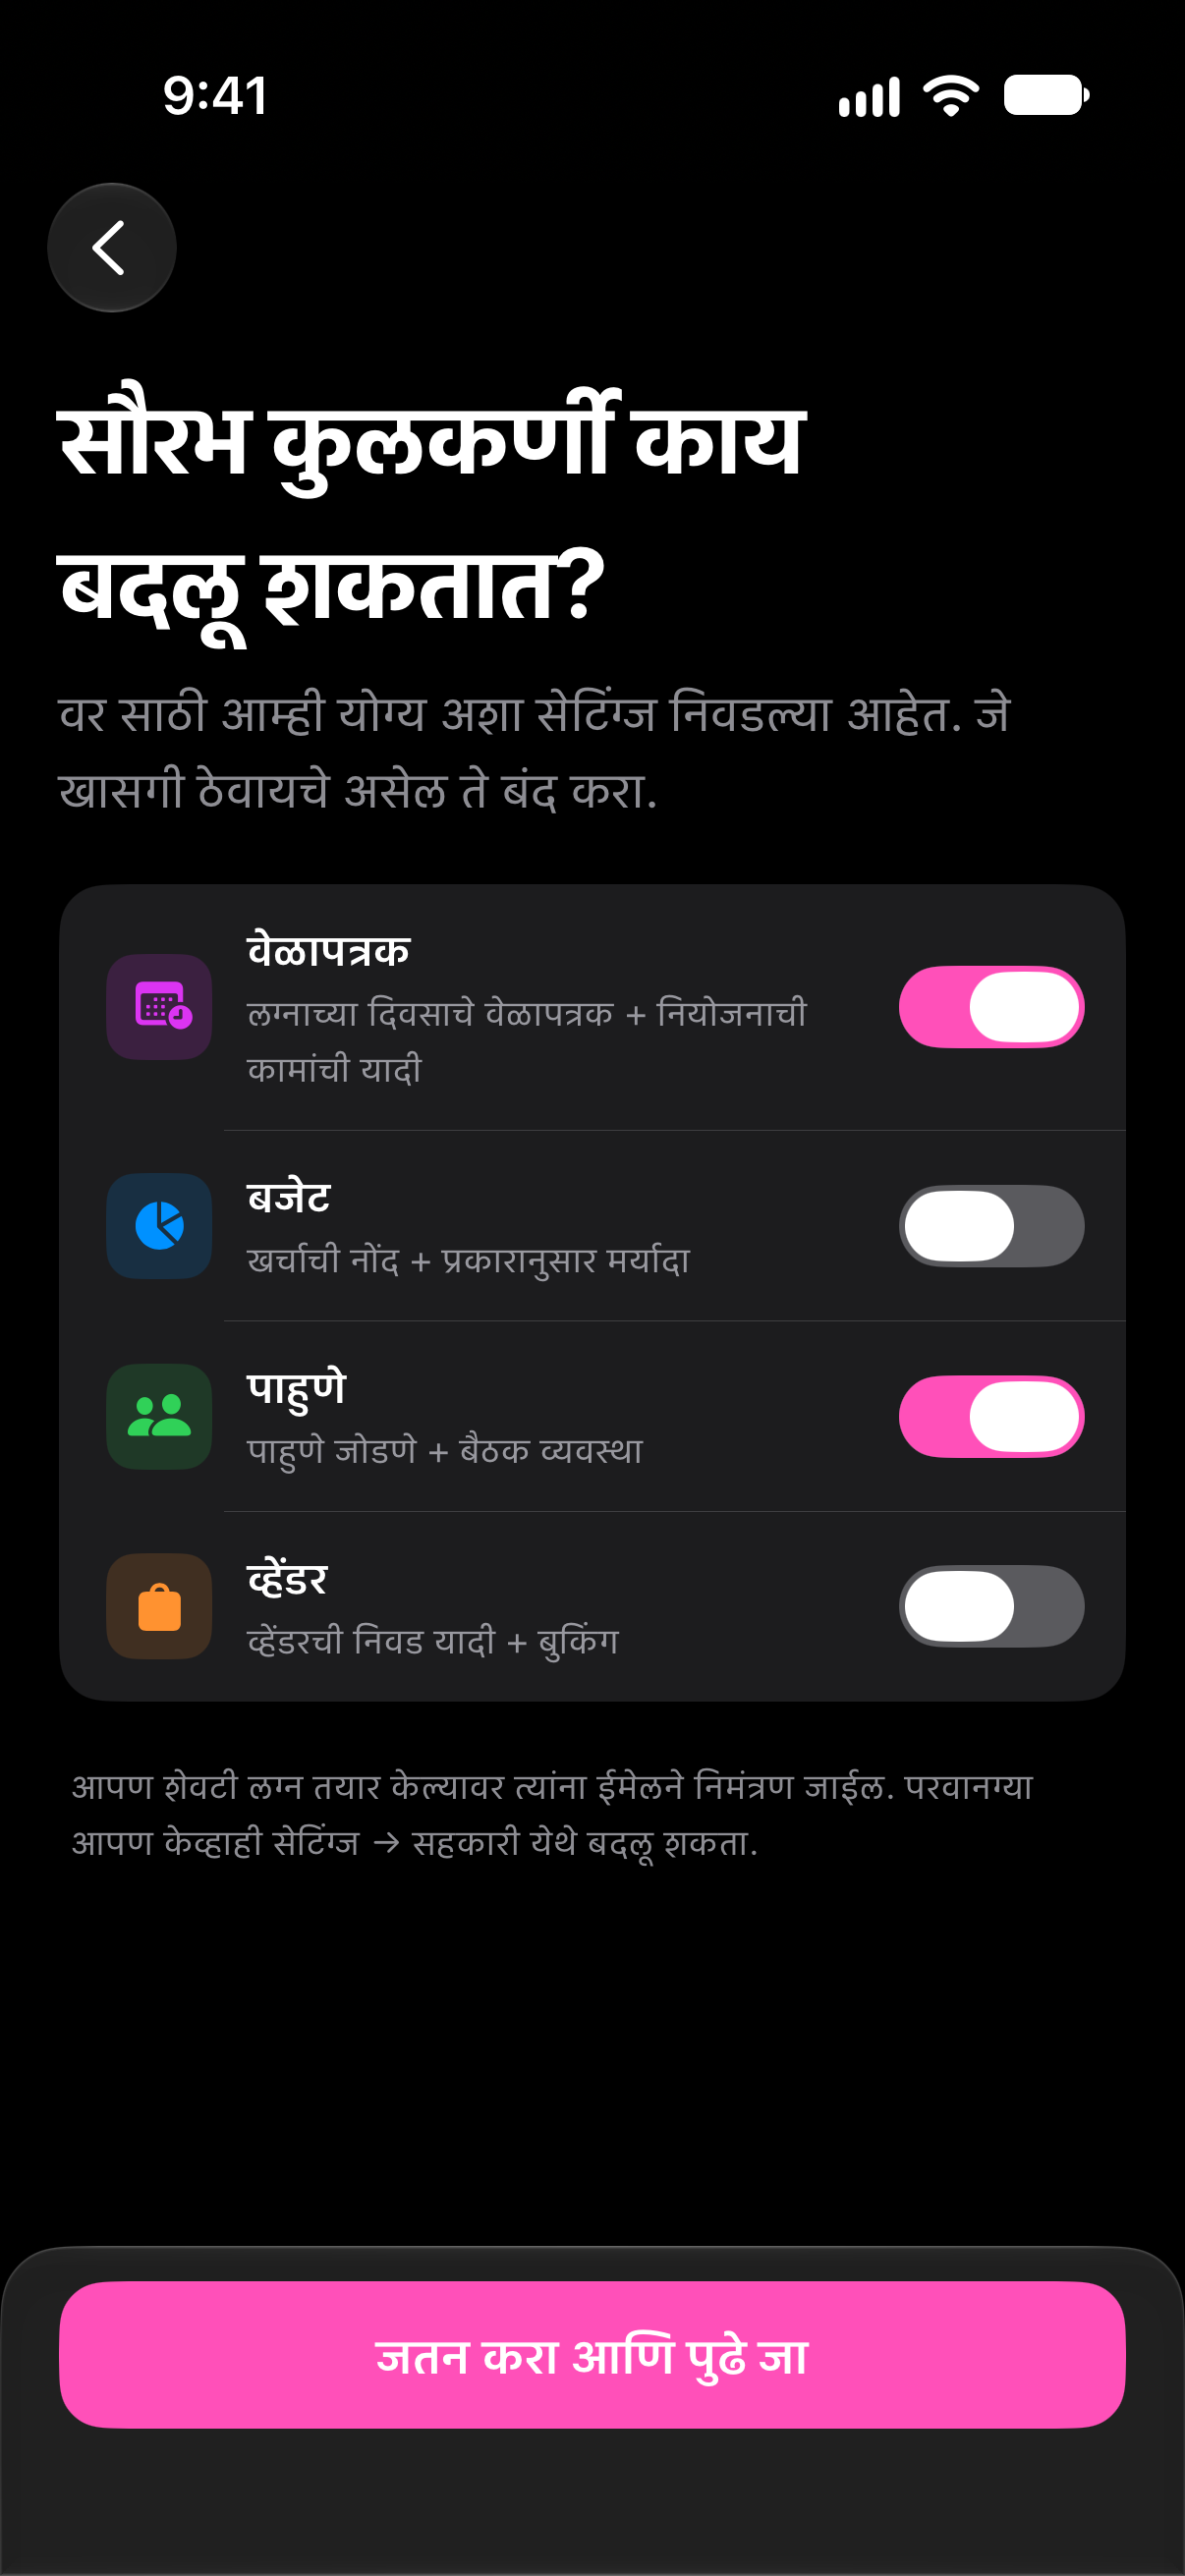 9:41
सौरभ कुलकर्णी काय
बदलू शकतात?
वर साठी आम्ही योग्य अशा सेटिंग्ज निवडल्या आहेत. जे
खासगी ठेवायचे असेल ते बंद करा.
वेळापत्रक
लग्नाच्या दिवसाचे वेळापत्रक + नियोजनाची
कामांची यादी
बजेट
खर्चाची नोंद + प्रकारानुसार मर्यादा
पाहुणे
पाहुणे जोडणे + बैठक व्यवस्था
व्हेंडर
व्हेंडरची निवड यादी + बुकिंग
आपण शेवटी लग्न तयार केल्यावर त्यांना ईमेलने निमंत्रण जाईल. परवानग्या
आपण केव्हाही सेटिंग्ज → सहकारी येथे बदलू शकता.
जतन करा आणि पुढे जा